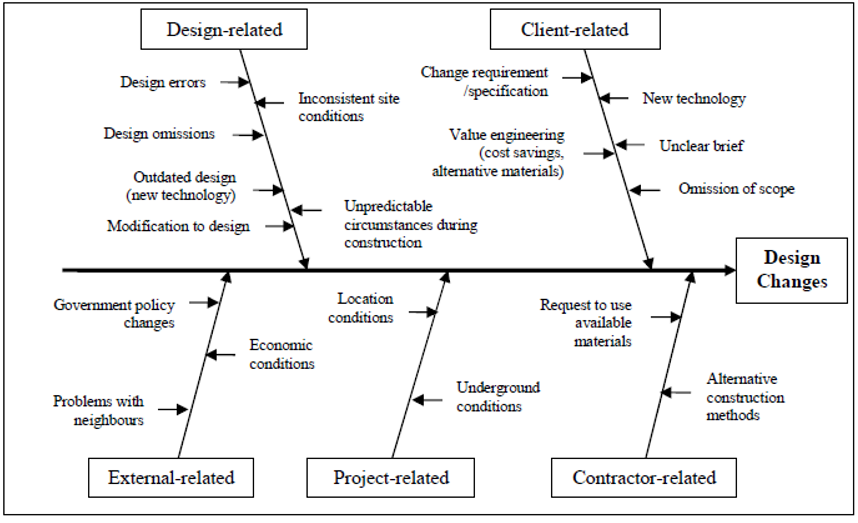 Design-related
Client-related
Design errors
Inconsistent site
conditions
Design omissions
Outdated design
(new technology)
Unpredictable
circumstances during
construction
Modification to design
Change requirement
/specification
New technology
Value engineering
(cost savings,
alternative materials)
Unclear brief
Omission of scope
Design
Changes
Government policy
changes
Economic
conditions
Problems with
neighbours
Location
conditions
Underground
conditions
Request to use
available
materials
Alternative
construction
methods
External-related
Project-related
Contractor-related